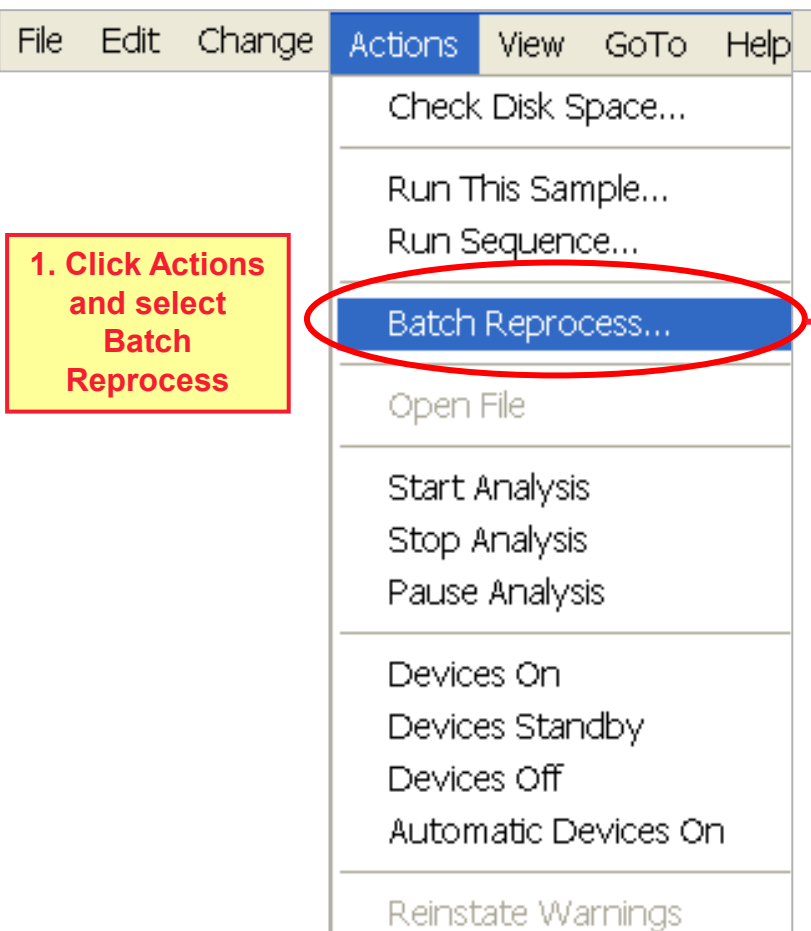 File Edit Change Actions View GoTo Help
Check Disk Space...
Run This Sample...
Run Sequence...
1. Click Actions
and select
Batch
Reprocess
Batch Reprocess...
Open File
Start Analysis
Stop Analysis
Pause Analysis
Devices On
Devices Standby
Devices Off
Automatic Devices On
Reinstate Warnings